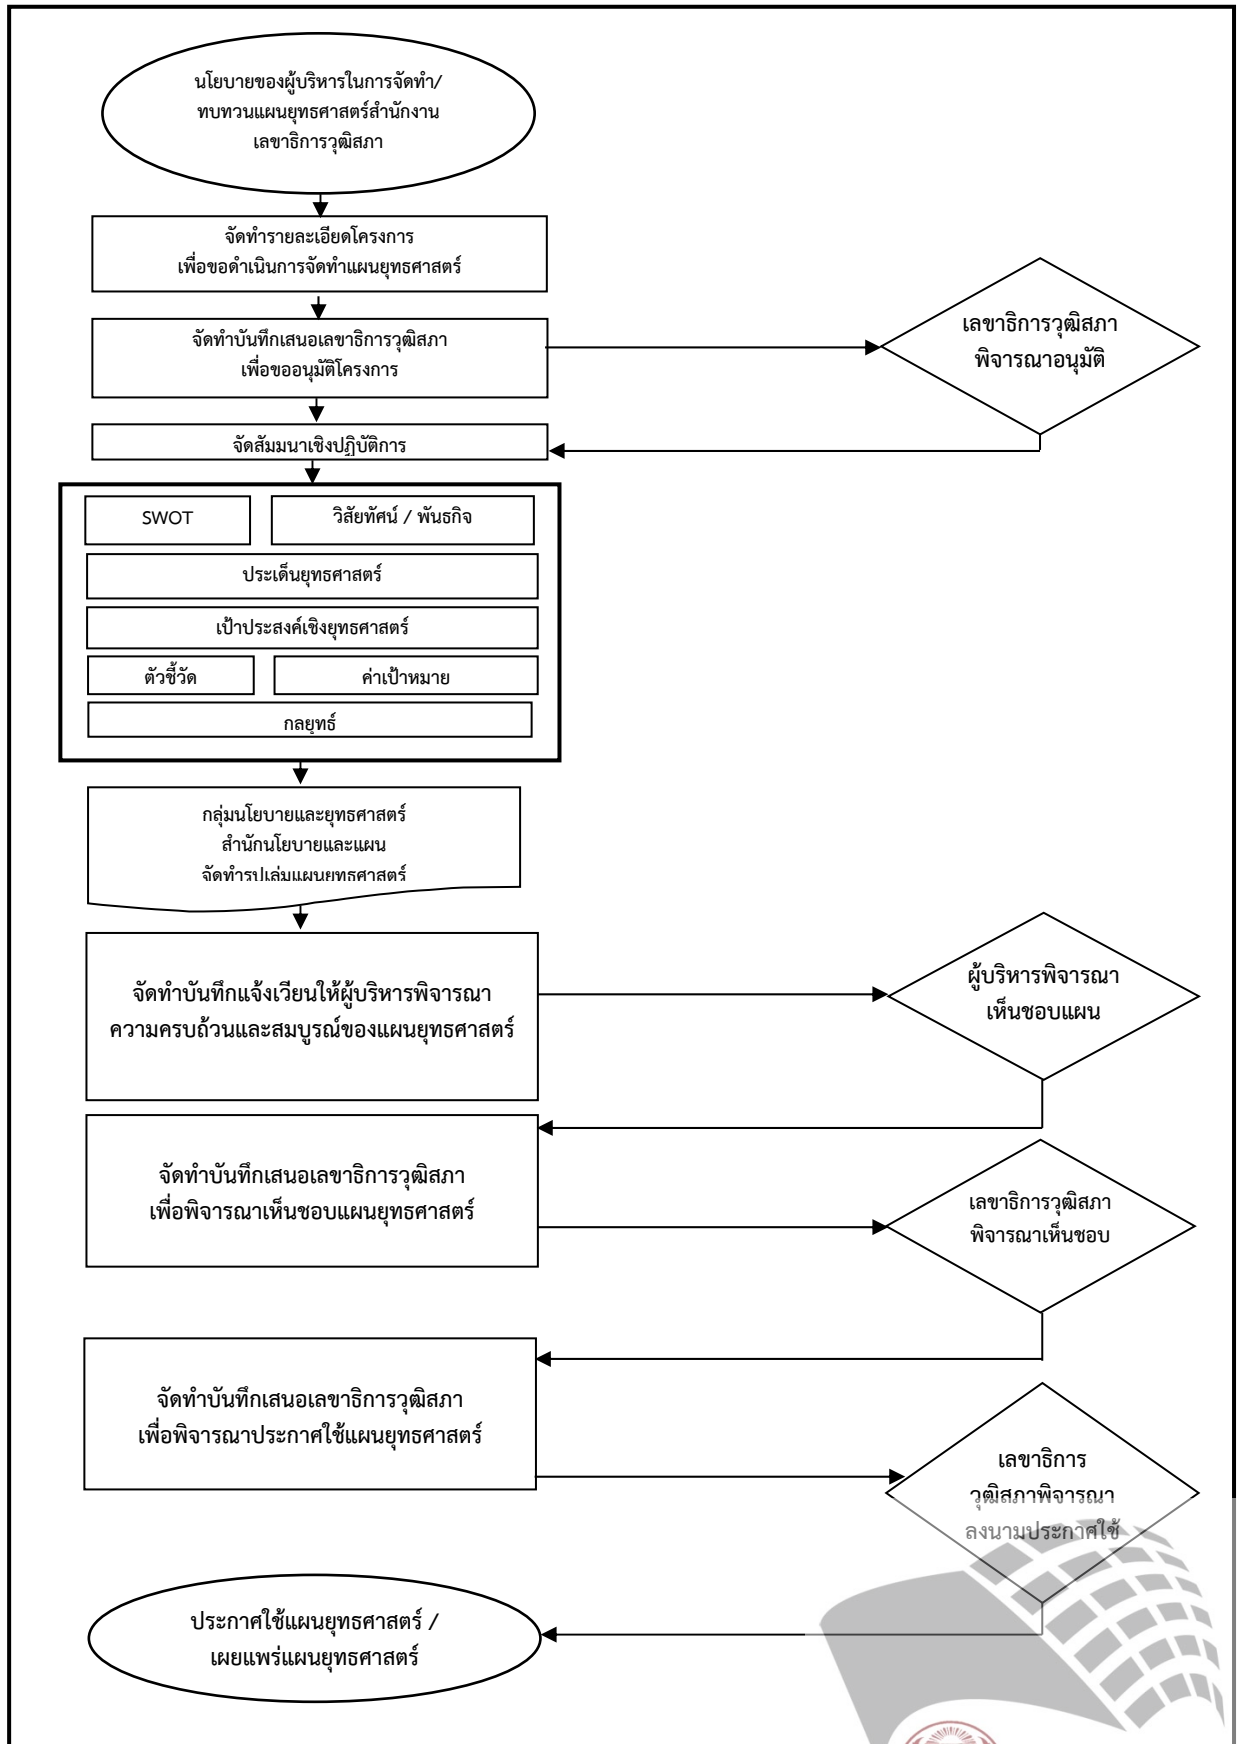 นโยบายของผู้บริหารในการจัดทำ/
ทบทวนแผนยุทธศาสตร์สำนักงาน
เลขาธิการวุฒิสภา
จัดทำรายละเอียดโครงการ
เพื่อขอดำเนินการจัดทำแผนยุทธศาสตร์
จัดทำบันทึกเสนอเลขาธิการวุฒิสภา
เพื่อขออนุมัติโครงการ
เลขาธิการวุฒิสภา
พิจารณาอนุมัติ
จัดสัมมนาเชิงปฏิบัติการ
SWOT
วิสัยทัศน์ / พันธกิจ
ประเด็นยุทธศาสตร์
เป้าประสงค์เชิงยุทธศาสตร์
ตัวชี้วัด
ค่าเป้าหมาย
กลยุทธ์
กลุ่มนโยบายและยุทธศาสตร์
สำนักนโยบายและแผน
จัดทำรูปเล่มแผนยุทธศาสตร์
จัดทำบันทึกแจ้งเวียนให้ผู้บริหารพิจารณา
ความครบถ้วนและสมบูรณ์ของแผนยุทธศาสตร์
ผู้บริหารพิจารณา
เห็นชอบแผน
จัดทำบันทึกเสนอเลขาธิการวุฒิสภา
เพื่อพิจารณาเห็นชอบแผนยุทธศาสตร์
เลขาธิการวุฒิสภา
พิจารณาเห็นชอบ
จัดทำบันทึกเสนอเลขาธิการวุฒิสภา
เพื่อพิจารณาประกาศใช้แผนยุทธศาสตร์
เลขาธิการ
วุฒิสภาพิจารณา
ลงนามประกาศใช้
ประกาศใช้แผนยุทธศาสตร์ /
เผยแพร่แผนยุทธศาสตร์